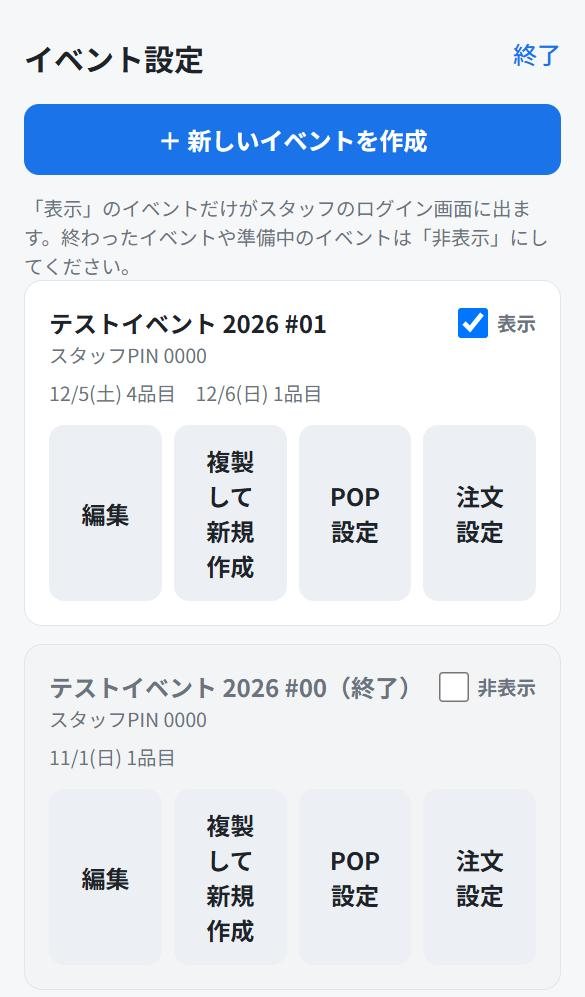 イベント設定
終了
＋ 新しいイベントを作成
「表示」のイベントだけがスタッフのログイン画面に出ま
す。終わったイベントや準備中のイベントは「非表示」にし
てください。
テストイベント 2026 #01
表示
スタッフPIN 0000
12/5(土) 4品目　12/6(日) 1品目
編集
複製
して
新規
作成
POP
設定
注文
設定
テストイベント 2026 #00（終了）
非表示
スタッフPIN 0000
11/1(日) 1品目
編集
複製
して
新規
作成
POP
設定
注文
設定